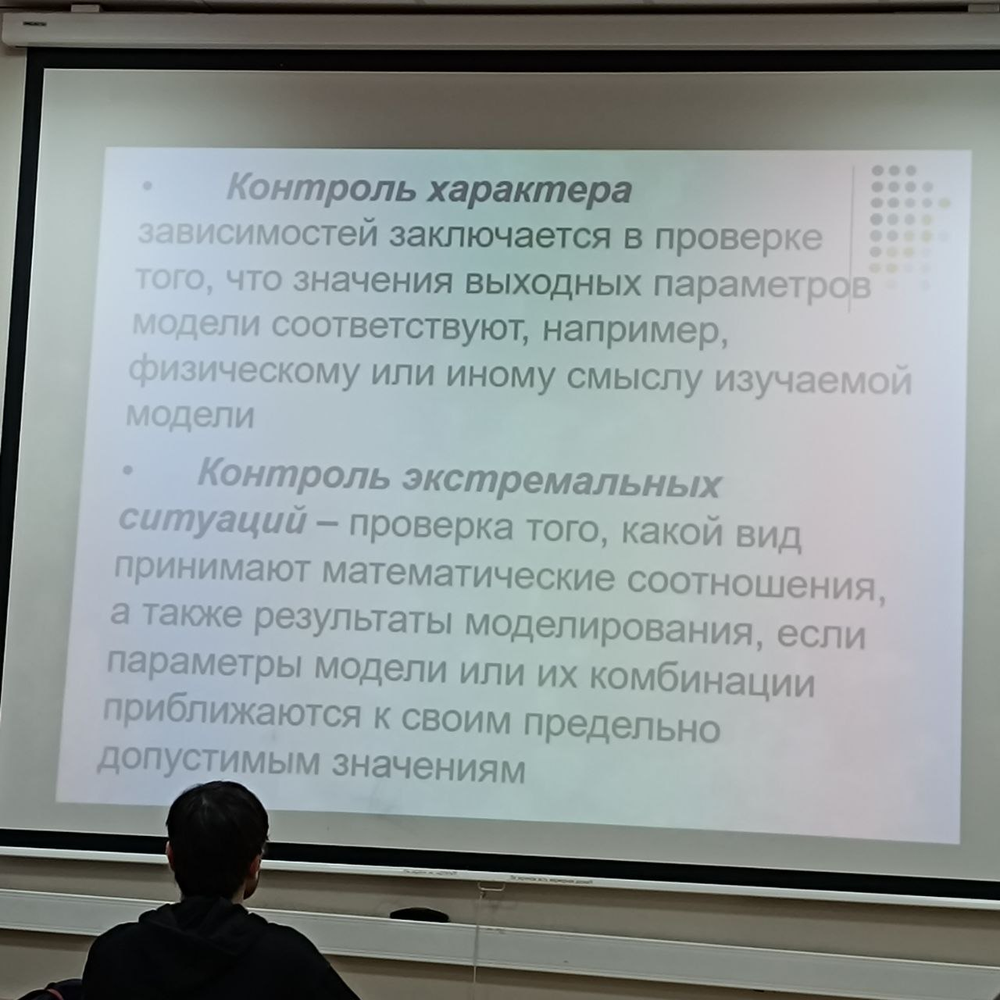 • Контроль характера
зависимостей заключается в проверке
того, что значения выходных параметров
модели соответствуют, например,
физическому или иному смыслу изучаемой
модели
• Контроль экстремальных
ситуаций – проверка того, какой вид
принимают математические соотношения,
а также результаты моделирования, если
параметры модели или их комбинации
приближаются к своим предельно
допустимым значениям